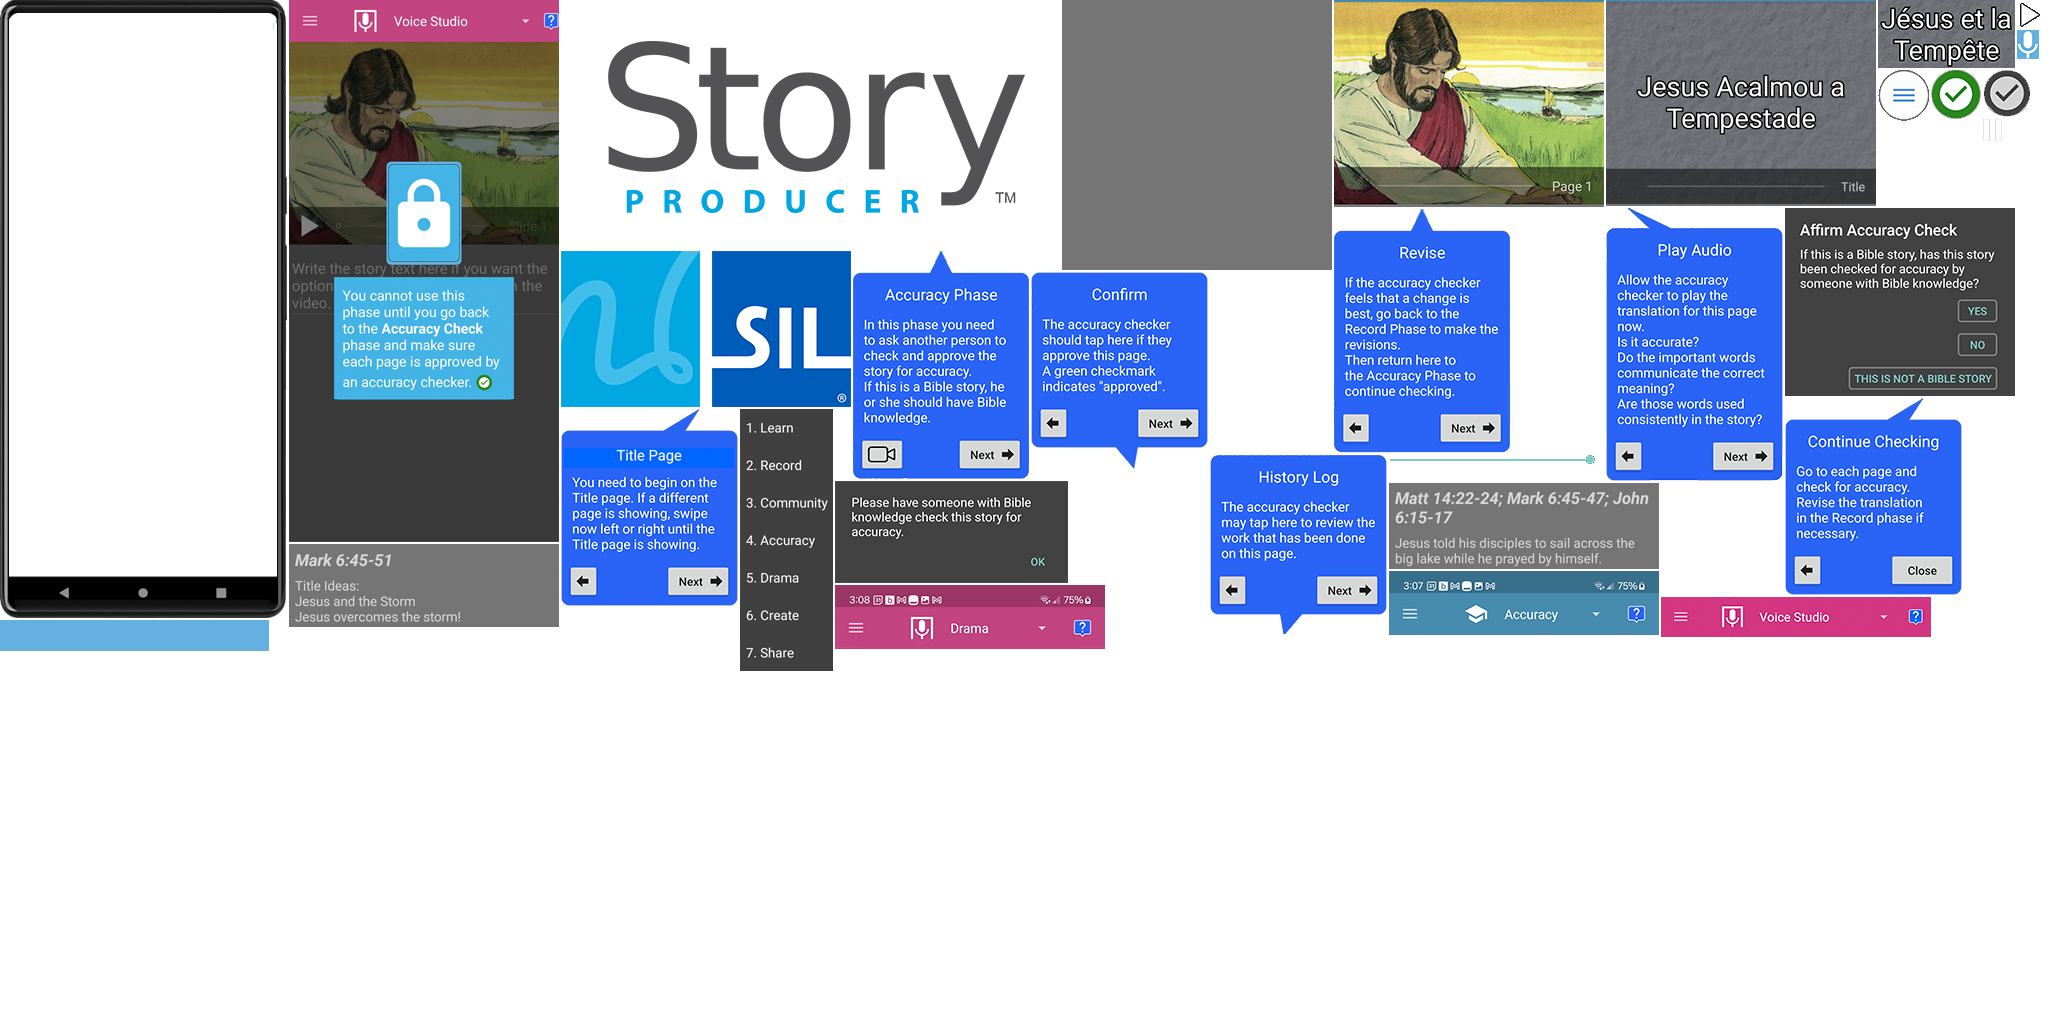 Voice Studio
?
Slide 1
Write the story text here if you want the
option
n the
video.
You cannot use this
phase until you go back
to the Accuracy Check
phase and make sure
each page is approved by
an accuracy checker.
Mark 6:45-51
Title Ideas:
Jesus and the Storm
Jesus overcomes the storm!
Story
PRODUCER
TM
SIL
®
Title Page
You need to begin on the
Title page. If a different
page is showing, swipe
now left or right until the
Title page is showing.
Next
1. Learn
2. Record
3. Community
4. Accuracy
5. Drama
6. Create
7. Share
Accuracy Phase
In this phase you need
to ask another person to
check and approve the
story for accuracy.
If this is a Bible story, he
or she should have Bible
knowledge.
Next
Please have someone with Bible
knowledge check this story for
accuracy.
OK
3:08
75%
Drama
?
Confirm
The accuracy checker
should tap here if they
approve this page.
A green checkmark
indicates "approved".
Next
History Log
The accuracy checker
may tap here to review the
work that has been done
on this page.
Next
Page 1
Revise
If the accuracy checker
feels that a change is
best, go back to the
Record Phase to make the
revisions.
Then return here to
the Accuracy Phase to
continue checking.
Next
Matt 14:22-24; Mark 6:45-47; John
6:15-17
Jesus told his disciples to sail across the
big lake while he prayed by himself.
3:07
75%
Accuracy
?
Jesus Acalmou a
Tempestade
Title
Play Audio
Allow the accuracy
checker to play the
translation for this page
now.
Is it accurate?
Do the important words
communicate the correct
meaning?
Are those words used
consistently in the story?
Next
Jésus et la
Tempête
Affirm Accuracy Check
If this is a Bible story, has this story
been checked for accuracy by
someone with Bible knowledge?
YES
NO
THIS IS NOT A BIBLE STORY
Continue Checking
Go to each page and
check for accuracy.
Revise the translation
in the Record phase if
necessary.
Close
Voice Studio
?